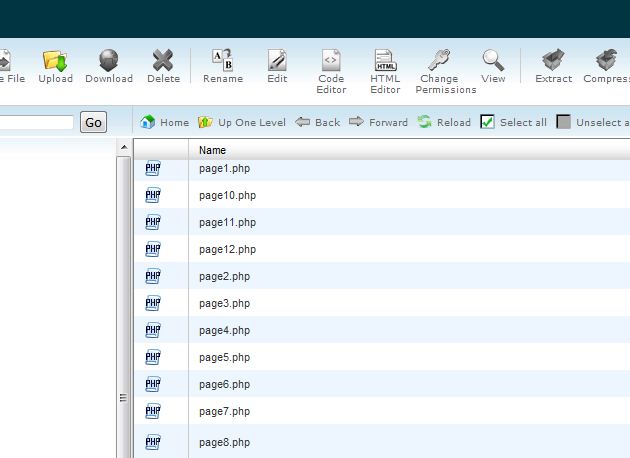 e File Upload Download Delete Rename Edit Code Editor HTML Editor Change Permissions View Extract Compress
Go Home Up One Level Back Forward Reload Select all Unselect a
Name
PHP page1.php
PHP page10.php
PHP page11.php
PHP page12.php
PHP page2.php
PHP page3.php
PHP page4.php
PHP page5.php
PHP page6.php
PHP page7.php
PHP page8.php